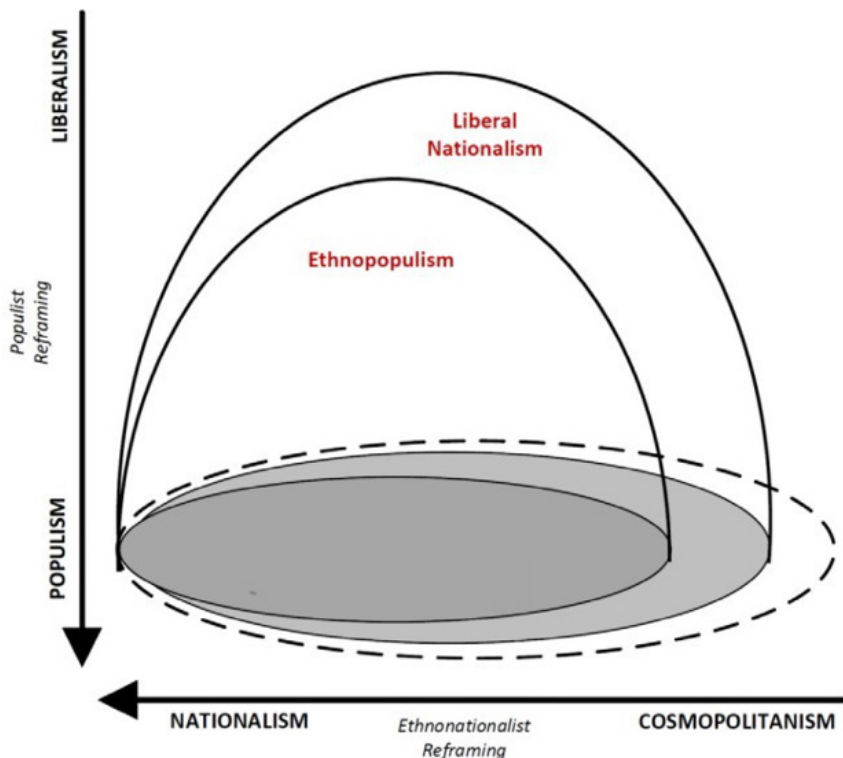 LIBERALISM
Liberal
Nationalism
Ethnopopulism
Populist
Reframing
POPULISM
NATIONALISM
Ethnonationalist
Reframing
COSMOPOLITANISM